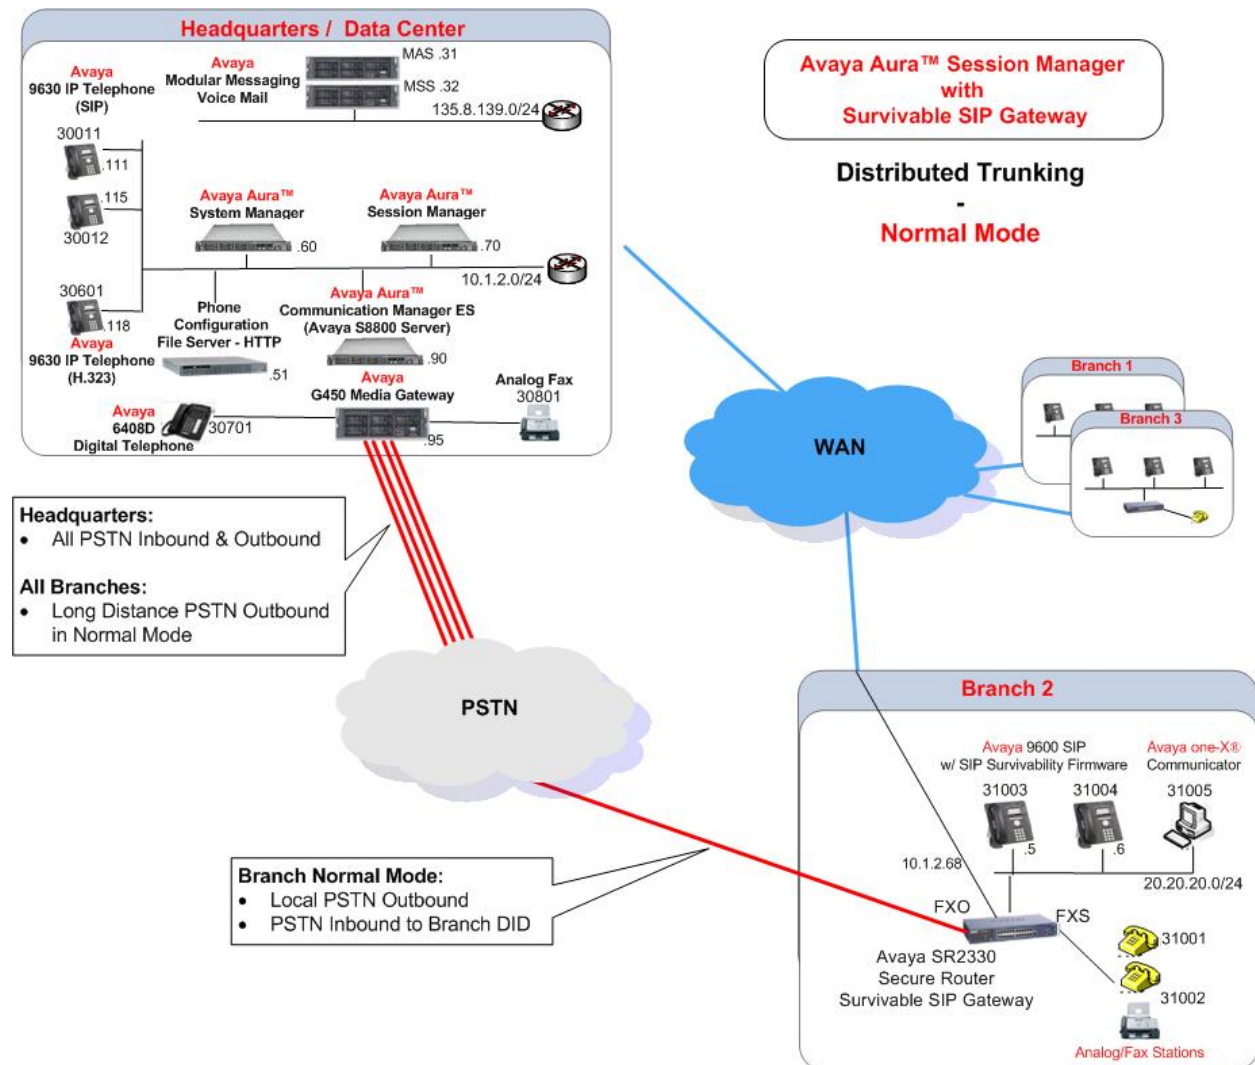 Headquarters / Data Center
Avaya
9630 IP Telephone
(SIP)
Avaya
Modular Messaging
Voice Mail
MAS .31
MSS .32
135.8.139.0/24
30011
.111
.115
30012
Avaya Aura™
System Manager
.60
Avaya Aura™
Session Manager
.70
10.1.2.0/24
30601
.118
Avaya
9630 IP Telephone
(H.323)
Phone
Configuration
File Server - HTTP
.51
Avaya Aura™
Communication Manager ES
(Avaya S8800 Server)
.90
Avaya
G450 Media Gateway
.95
Analog Fax
30801
Avaya
6408D
Digital Telephone
30701
Avaya Aura™ Session Manager
with
Survivable SIP Gateway
Distributed Trunking
-
Normal Mode
WAN
Branch 1
Branch 3
Headquarters:
• All PSTN Inbound & Outbound
All Branches:
• Long Distance PSTN Outbound
in Normal Mode
PSTN
Branch Normal Mode:
• Local PSTN Outbound
• PSTN Inbound to Branch DID
Branch 2
Avaya 9600 SIP
w/ SIP Survivability Firmware
Avaya one-X®
Communicator
31003
31004
31005
.5
.6
10.1.2.68
20.20.20.0/24
FXO
FXS
Avaya SR2330
Secure Router
Survivable SIP Gateway
31001
31002
Analog/Fax Stations